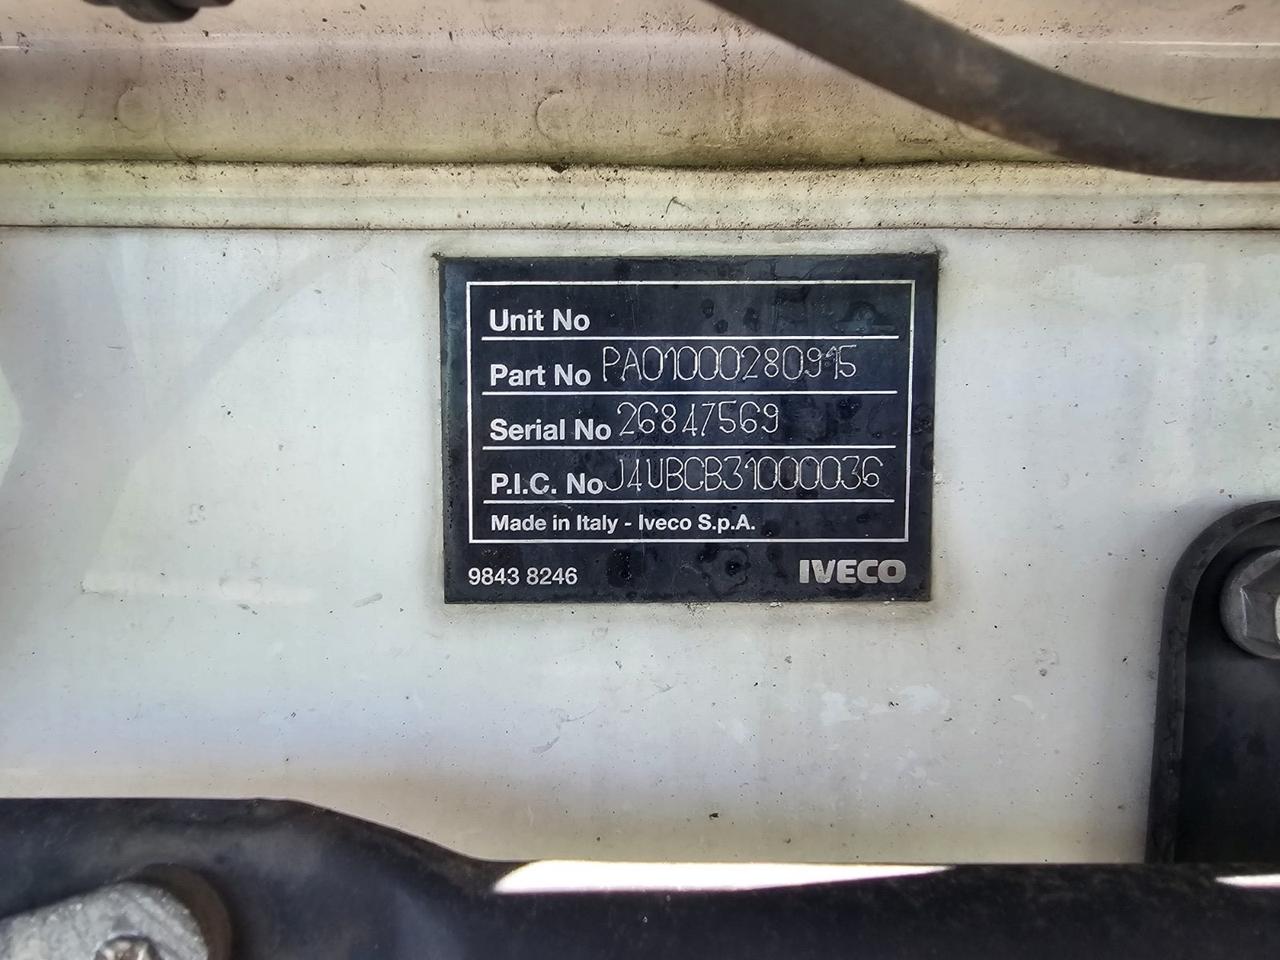 Unit No
Part No PA01000280915
Serial No 26847569
P.I.C. No J4UBCB31000036
Made in Italy - Iveco S.p.A.
9843 8246 IVECO